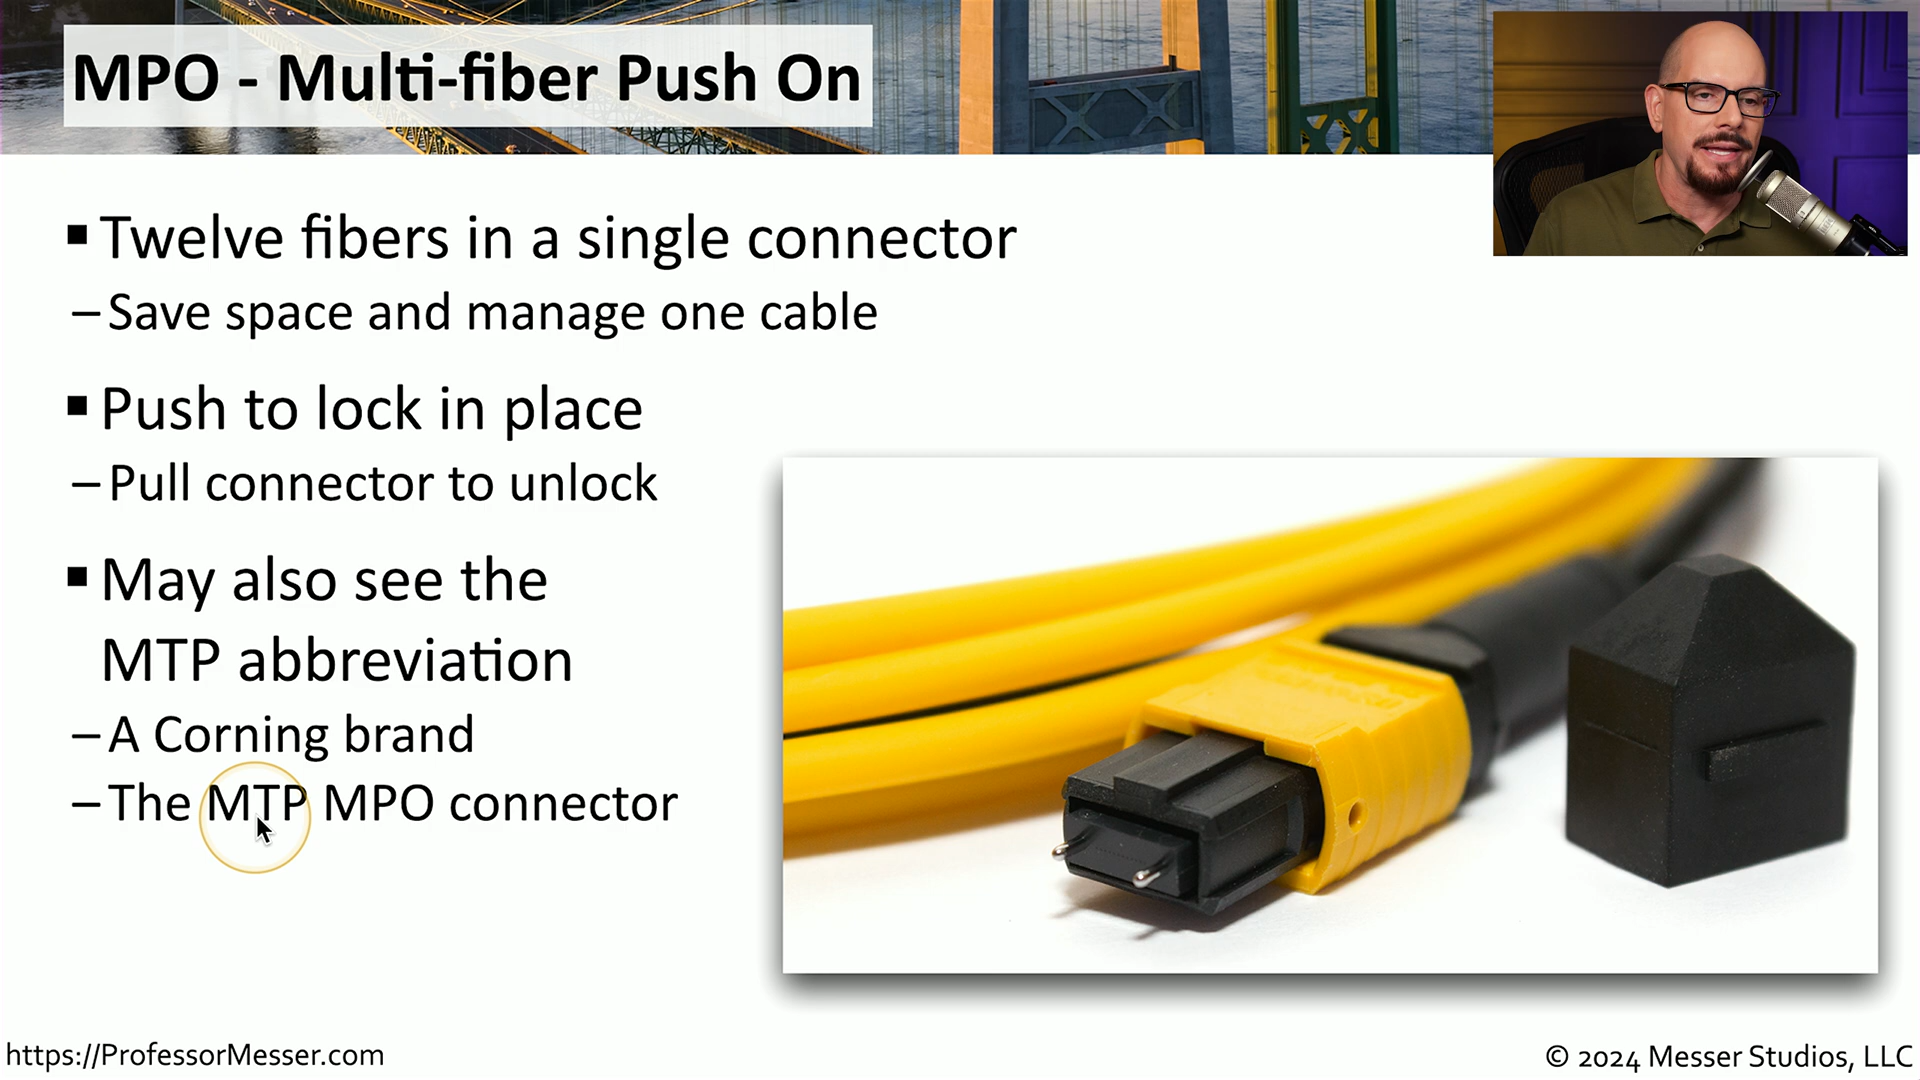 MPO - Multi-fiber Push On
▪ Twelve fibers in a single connector
– Save space and manage one cable
▪ Push to lock in place
– Pull connector to unlock
▪ May also see the
MTP abbreviation
– A Corning brand
– The MTP MPO connector
https://ProfessorMesser.com
© 2024 Messer Studios, LLC